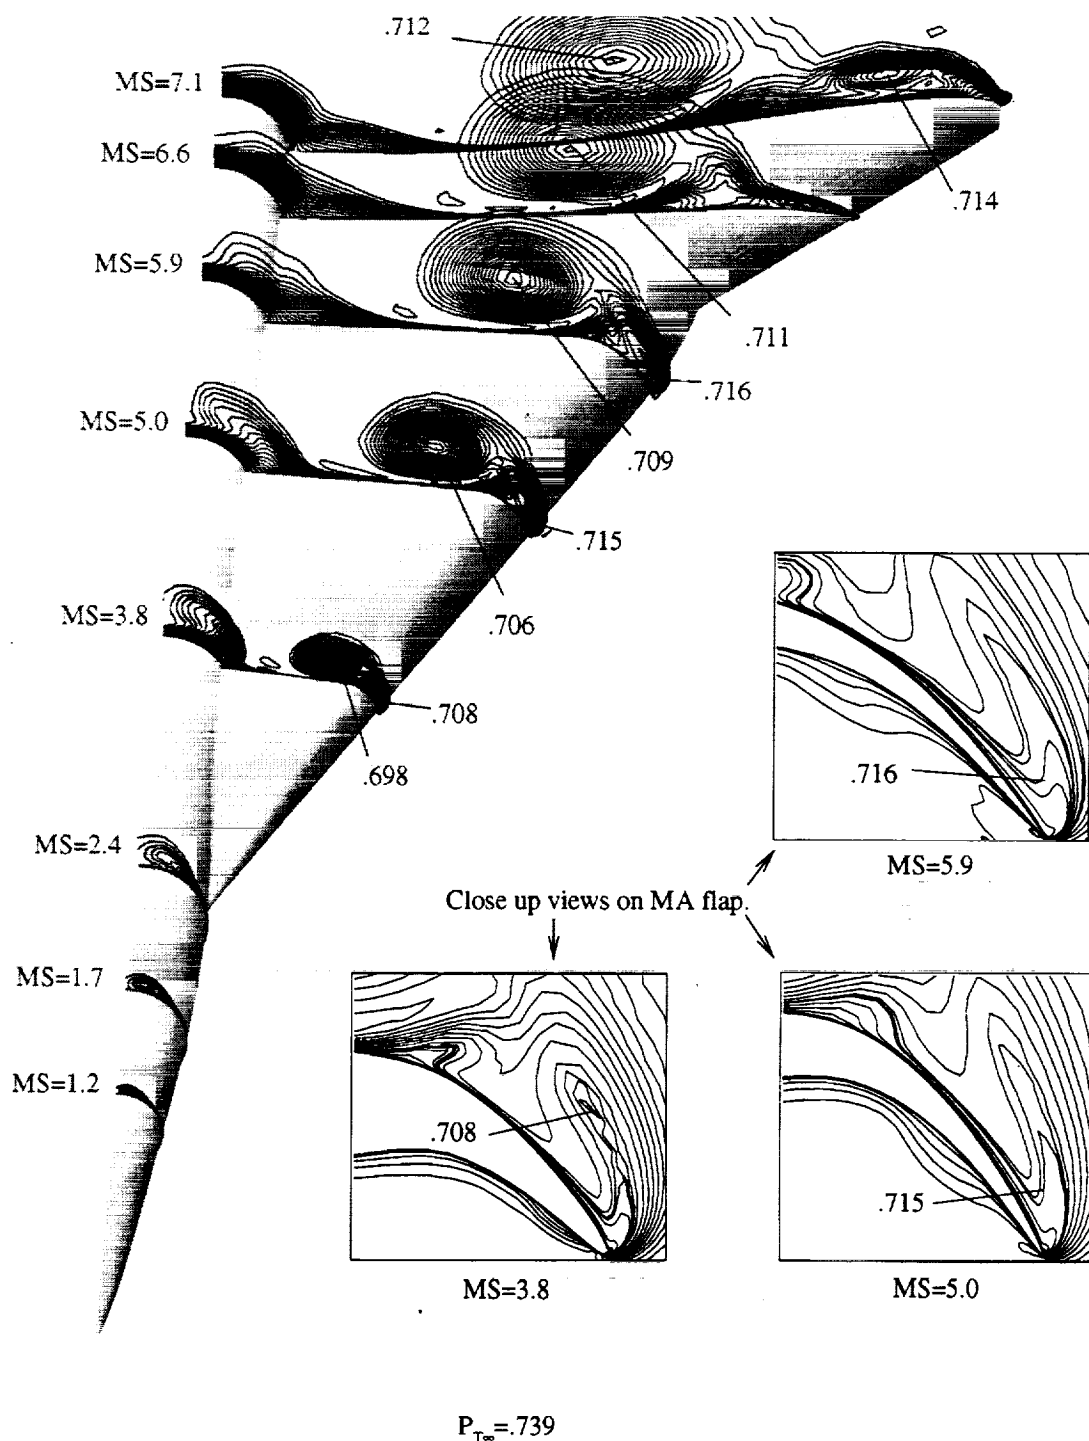 .712
MS=7.1
MS=6.6
.714
MS=5.9
.711
.716
MS=5.0
.709
.715
MS=3.8
.706
.708
.698
.716
MS=2.4
MS=5.9
Close up views on MA flap.
MS=1.7
MS=1.2
.708
.715
MS=3.8
MS=5.0
P_T∞=.739